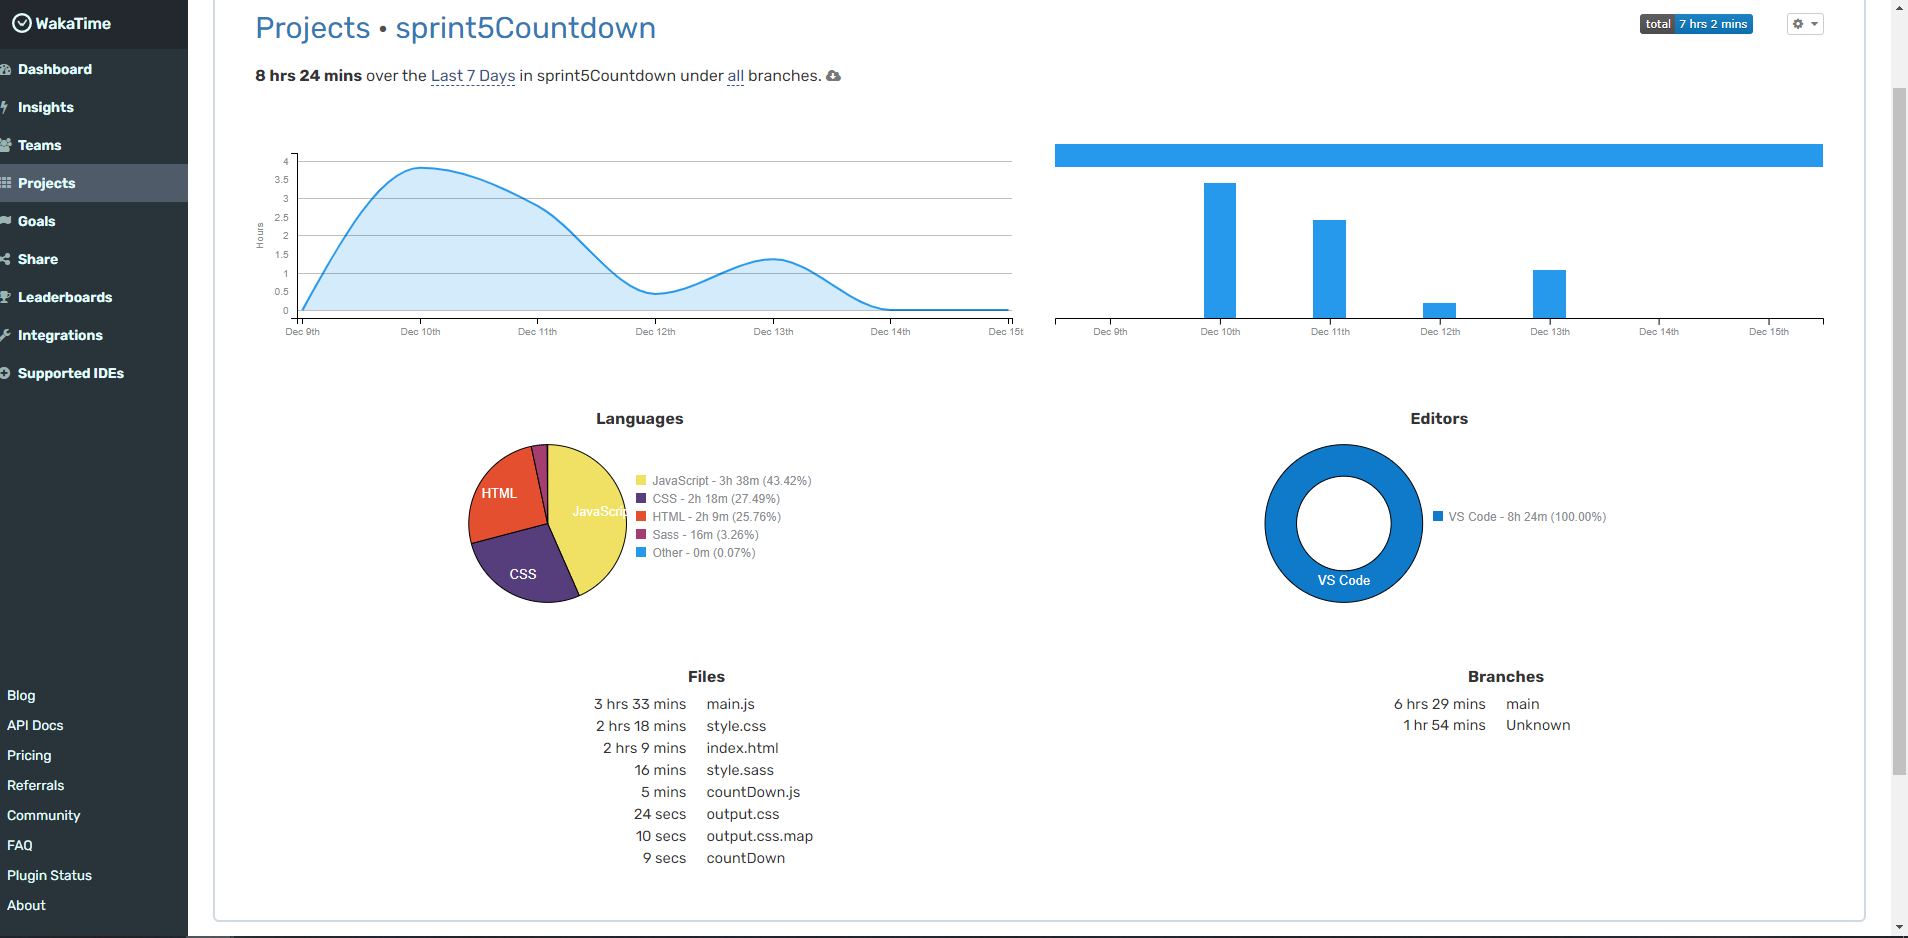 WakaTime
Dashboard
Insights
Teams
Projects
Goals
Share
Leaderboards
Integrations
Supported IDEs
Blog
API Docs
Pricing
Referrals
Community
FAQ
Plugin Status
About
Projects • sprint5Countdown
total 7 hrs 2 mins
8 hrs 24 mins over the Last 7 Days in sprint5Countdown under all branches.
Hours
4
3.5
3
2.5
2
1.5
1
0.5
0
Dec 9th Dec 10th Dec 11th Dec 12th Dec 13th Dec 14th Dec 15t
Dec 9th Dec 10th Dec 11th Dec 12th Dec 13th Dec 14th Dec 15th
Languages
HTML
JavaScrip
CSS
JavaScript - 3h 38m (43.42%)
CSS - 2h 18m (27.49%)
HTML - 2h 9m (25.76%)
Sass - 16m (3.26%)
Other - 0m (0.07%)
Editors
VS Code
VS Code - 8h 24m (100.00%)
Files
3 hrs 33 mins main.js
2 hrs 18 mins style.css
2 hrs 9 mins index.html
16 mins style.sass
5 mins countDown.js
24 secs output.css
10 secs output.css.map
9 secs countDown
Branches
6 hrs 29 mins main
1 hr 54 mins Unknown